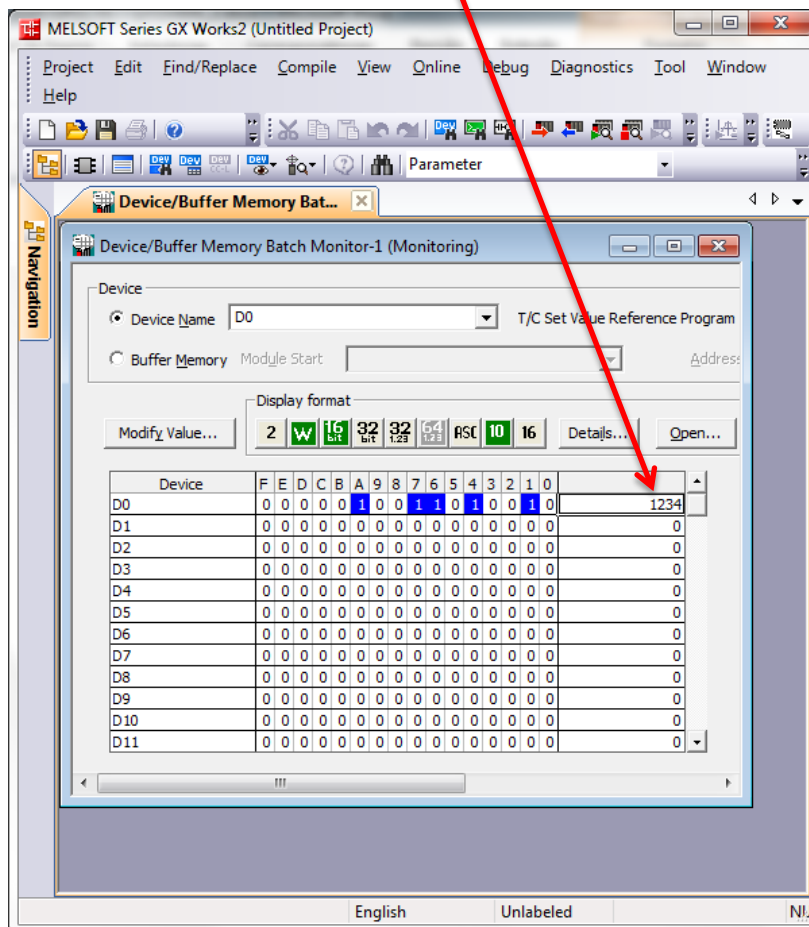 MELSOFT Series GX Works2 (Untitled Project)
Project Edit Find/Replace Compile View Online Debug Diagnostics Tool Window
Help
Parameter
Device/Buffer Memory Bat...
Navigation
Device/Buffer Memory Batch Monitor-1 (Monitoring)
Device
Device Name D0 T/C Set Value Reference Program
Buffer Memory Module Start Address
Display format
Modify Value... 2 W 16 bit 32 bit 32 1.23 64 1.23 ASC 10 16 Details... Open...
Device F E D C B A 9 8 7 6 5 4 3 2 1 0
D0 0 0 0 0 0 1 0 0 1 1 0 1 0 0 1 0 1234
D1 0 0 0 0 0 0 0 0 0 0 0 0 0 0 0 0 0
D2 0 0 0 0 0 0 0 0 0 0 0 0 0 0 0 0 0
D3 0 0 0 0 0 0 0 0 0 0 0 0 0 0 0 0 0
D4 0 0 0 0 0 0 0 0 0 0 0 0 0 0 0 0 0
D5 0 0 0 0 0 0 0 0 0 0 0 0 0 0 0 0 0
D6 0 0 0 0 0 0 0 0 0 0 0 0 0 0 0 0 0
D7 0 0 0 0 0 0 0 0 0 0 0 0 0 0 0 0 0
D8 0 0 0 0 0 0 0 0 0 0 0 0 0 0 0 0 0
D9 0 0 0 0 0 0 0 0 0 0 0 0 0 0 0 0 0
D10 0 0 0 0 0 0 0 0 0 0 0 0 0 0 0 0 0
D11 0 0 0 0 0 0 0 0 0 0 0 0 0 0 0 0 0
English Unlabeled